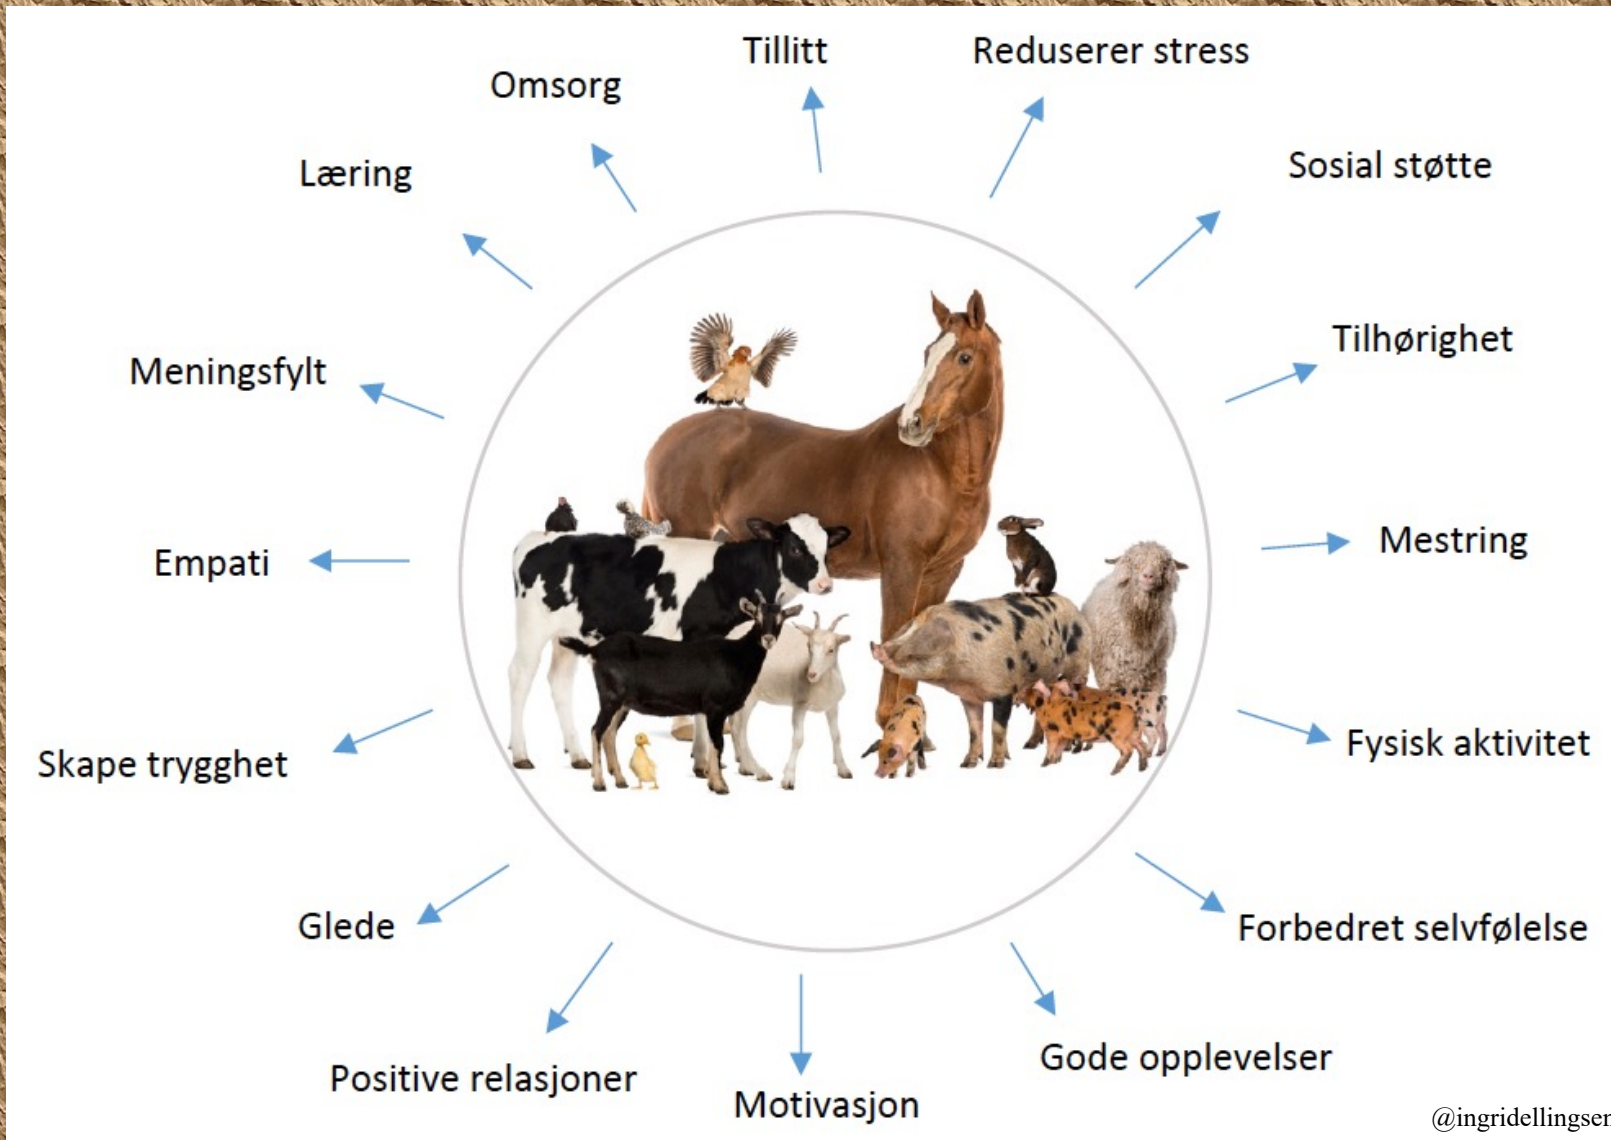 Tillitt
Reduserer stress
Omsorg
Sosial støtte
Læring
Tilhørighet
Meningsfylt
Mestring
Empati
Fysisk aktivitet
Skape trygghet
Forbedret selvfølelse
Glede
Gode opplevelser
Positive relasjoner
Motivasjon
@ingridellingsen